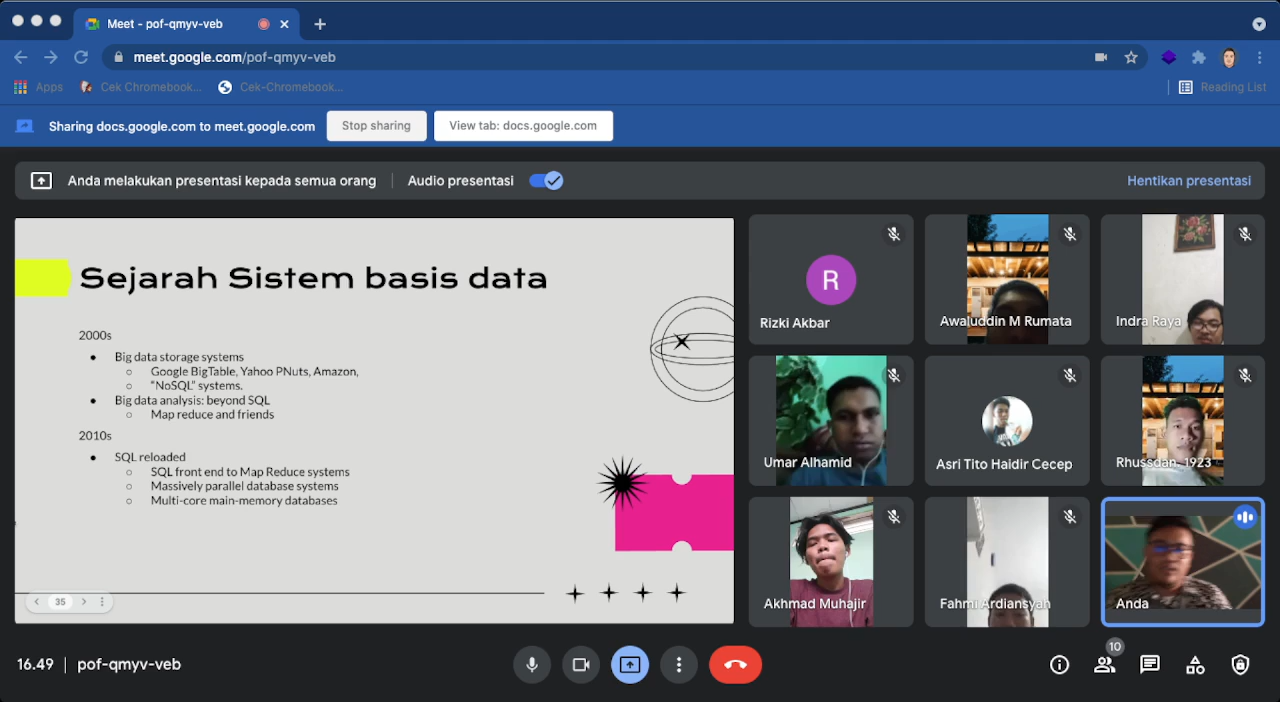 Meet - pof-qmyv-veb
meet.google.com/pof-qmyv-veb
Apps
Cek Chromebook...
Cek-Chromebook...
Reading List
Sharing docs.google.com to meet.google.com
Stop sharing
View tab: docs.google.com
Anda melakukan presentasi kepada semua orang
Audio presentasi
Hentikan presentasi
Sejarah Sistem basis data
2000s
Big data storage systems
Google BigTable, Yahoo PNuts, Amazon,
“NoSQL” systems.
Big data analysis: beyond SQL
Map reduce and friends
2010s
SQL reloaded
SQL front end to Map Reduce systems
Massively parallel database systems
Multi-core main-memory databases
35
R
Rizki Akbar
Awaluddin M Rumata
Indra Raya
Umar Alhamid
Asri Tito Haidir Cecep
Rhussdan_1923
Akhmad Muhajir
Fahmi Ardiansyah
Anda
16.49
pof-qmyv-veb
10